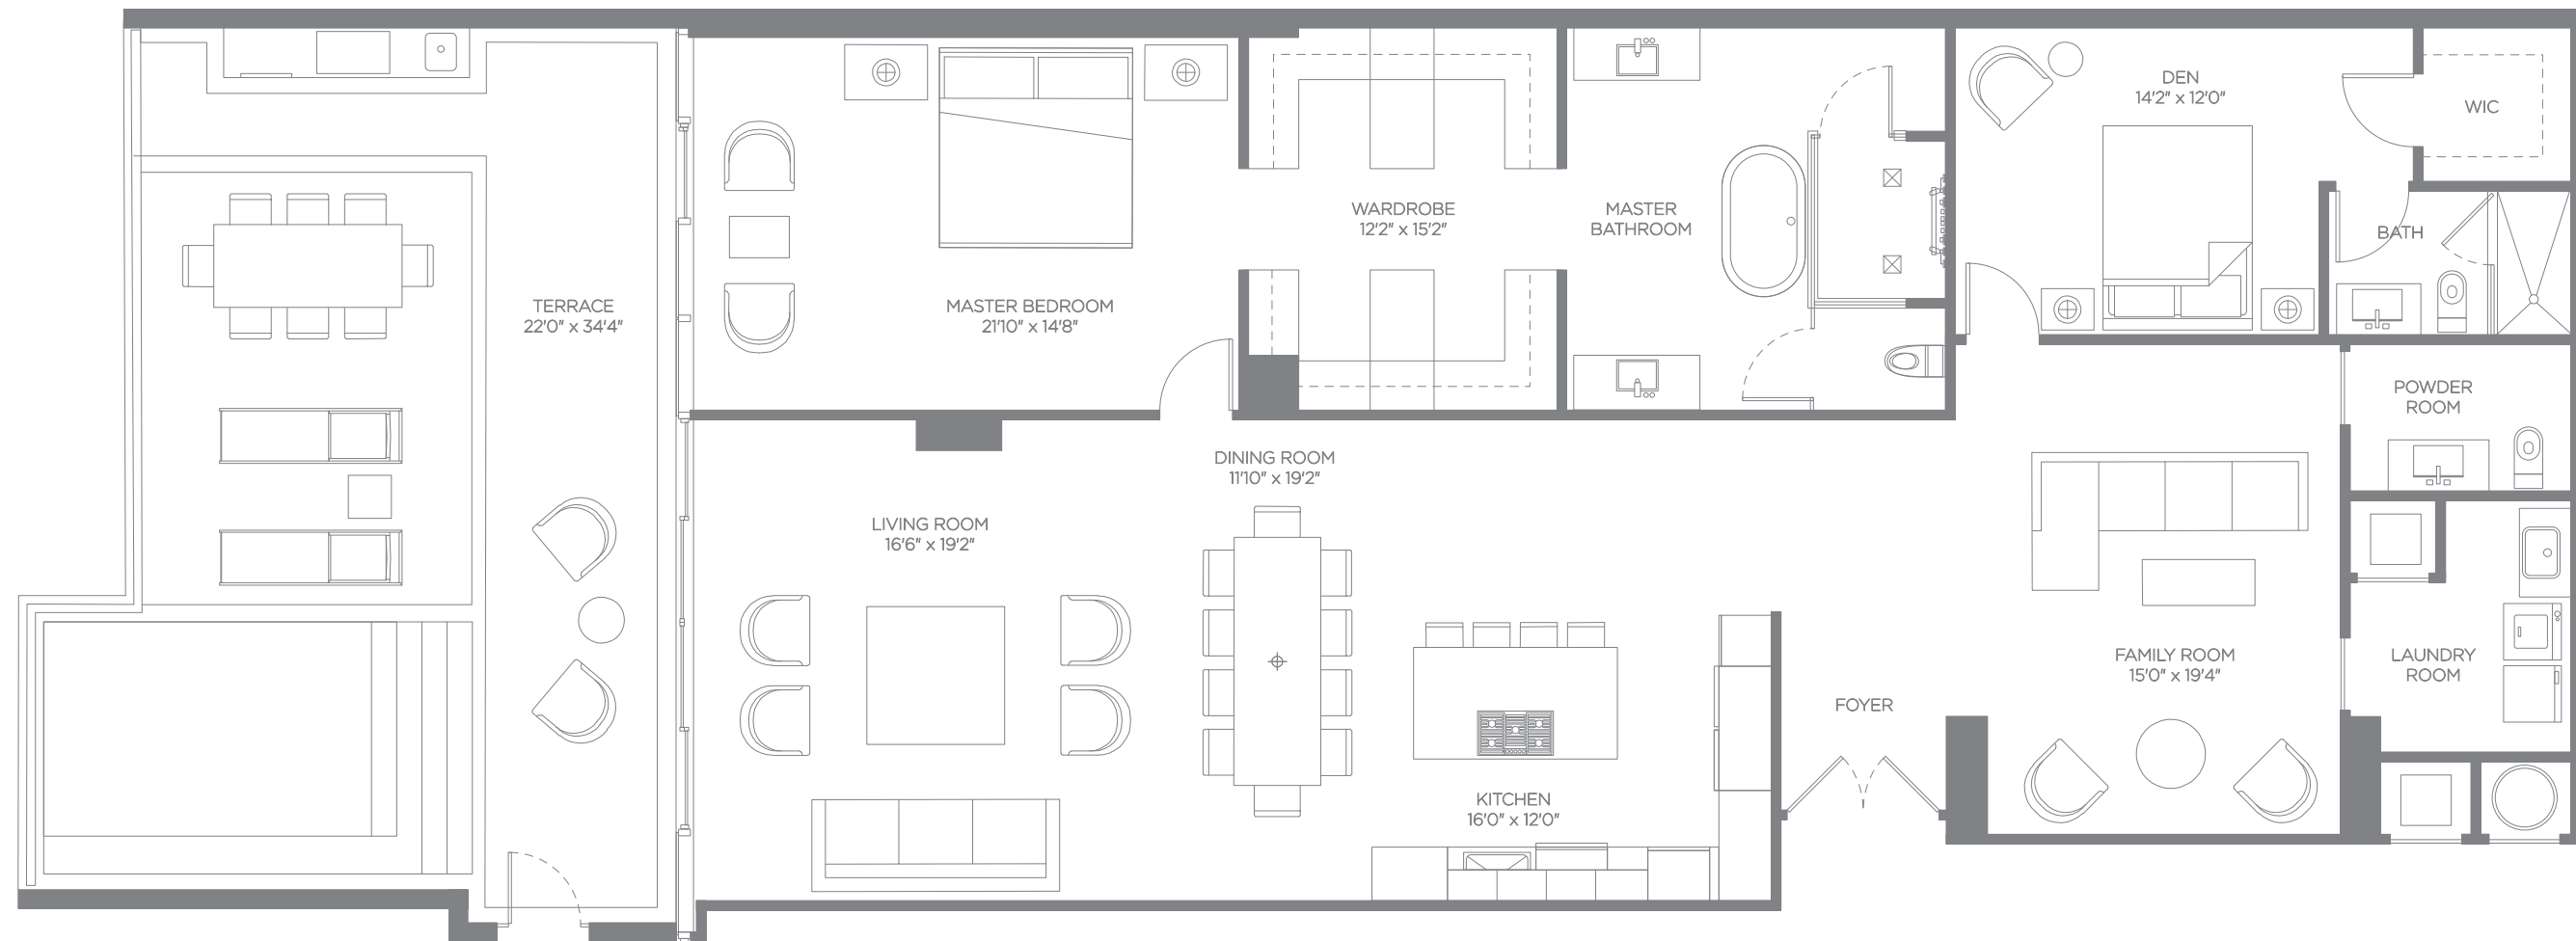 TERRACE
22'0" x 34'4"
MASTER BEDROOM
21'10" x 14'8"
WARDROBE
12'2" x 15'2"
MASTER
BATHROOM
DEN
14'2" x 12'0"
WIC
BATH
POWDER
ROOM
LIVING ROOM
16'6" x 19'2"
DINING ROOM
11'10" x 19'2"
KITCHEN
16'0" x 12'0"
FOYER
FAMILY ROOM
15'0" x 19'4"
LAUNDRY
ROOM